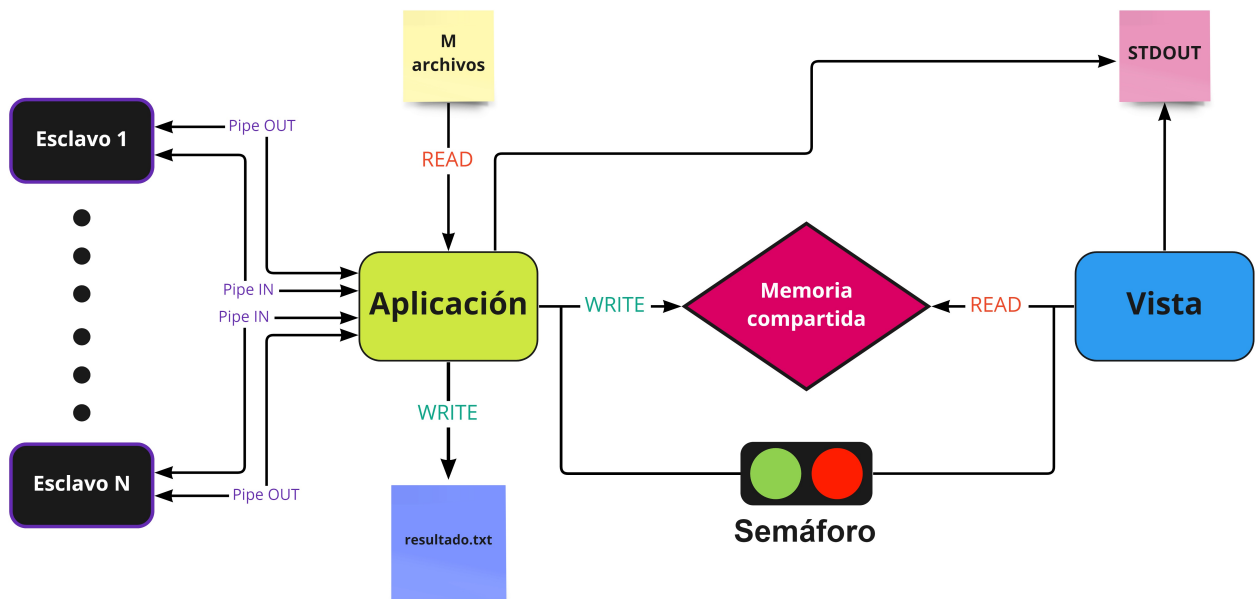 M
archivos
STDOUT
Esclavo 1
Pipe OUT
READ
Pipe IN
Pipe IN
Aplicación
WRITE
Memoria
compartida
READ
Vista
WRITE
Esclavo N
Pipe OUT
resultado.txt
Semáforo